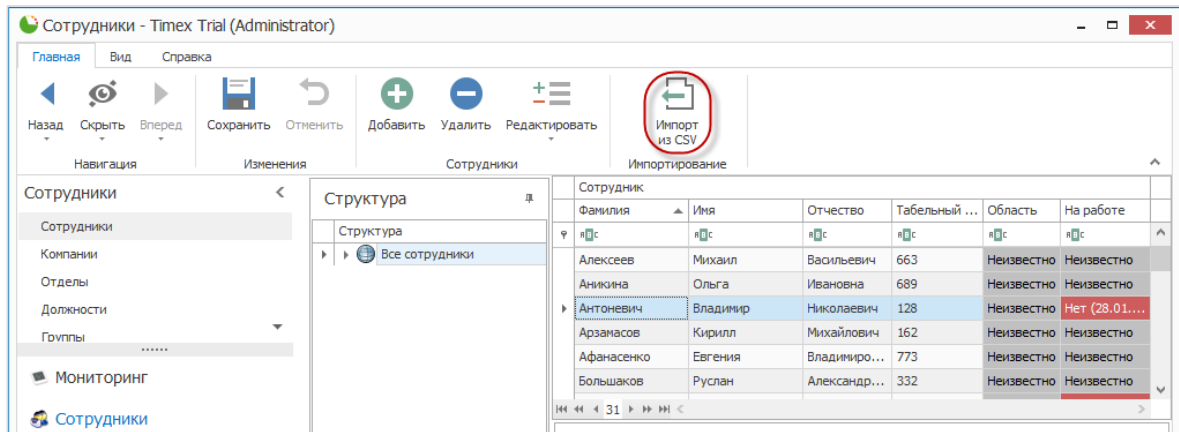 Сотрудники - Timex Trial (Administrator)
Главная Вид Справка
Назад Скрыть Вперед Сохранить Отменить Добавить Удалить Редактировать Импорт из CSV
Навигация Изменения Сотрудники Импортирование
Сотрудники
Сотрудники
Компании
Отделы
Должности
Группы
Мониторинг
Сотрудники
Структура
Структура
Все сотрудники
Сотрудник
Фамилия Имя Отчество Табельный ... Область На работе
Алексеев Михаил Васильевич 663 Неизвестно Неизвестно
Аникина Ольга Ивановна 689 Неизвестно Неизвестно
Антоневич Владимир Николаевич 128 Неизвестно Нет (28.01....
Арзамасов Кирилл Михайлович 162 Неизвестно Неизвестно
Афанасенко Евгения Владимиро... 773 Неизвестно Неизвестно
Большаков Руслан Александр... 332 Неизвестно Неизвестно
31